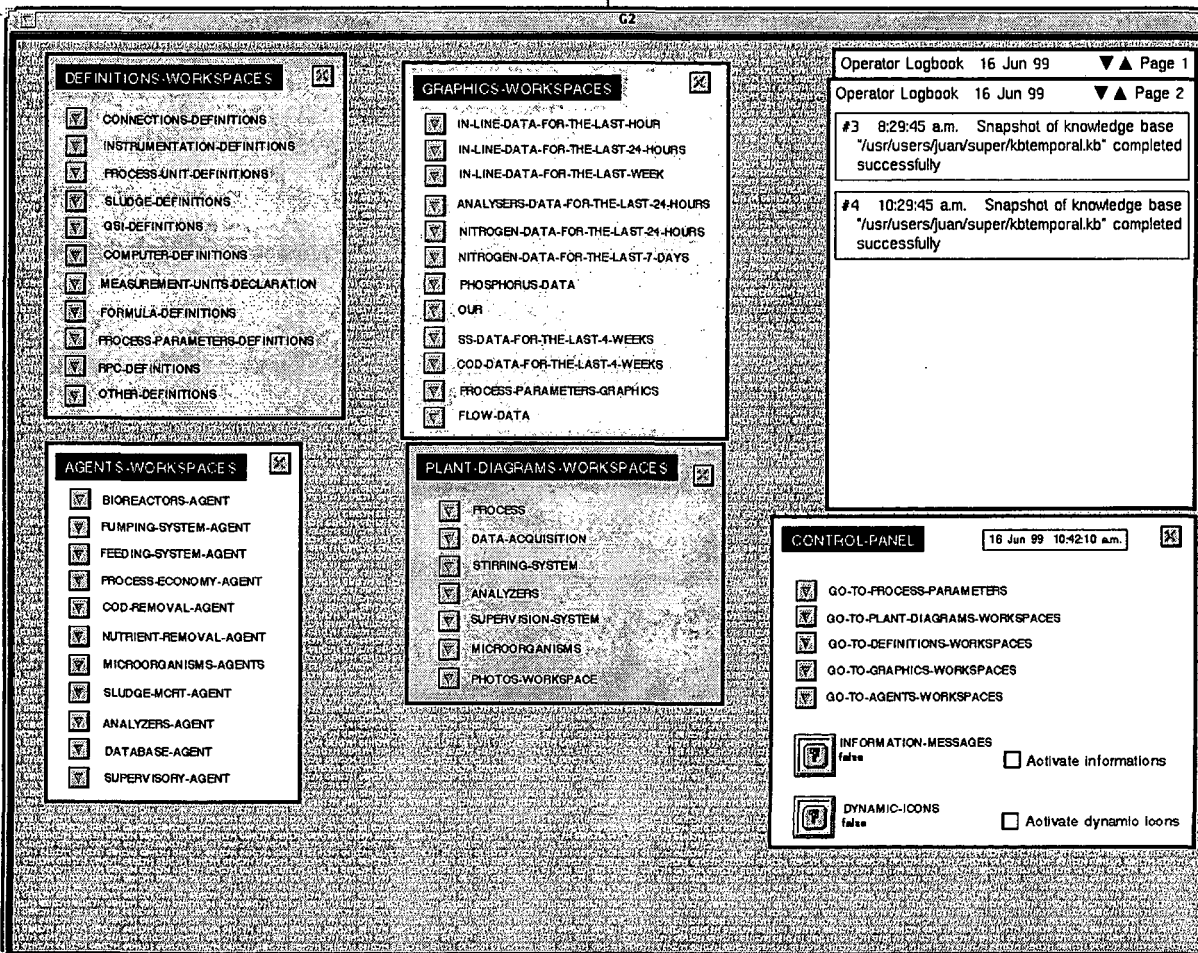 G2
DEFINITIONS-WORKSPACES
CONNECTIONS-DEFINITIONS
INSTRUMENTATION-DEFINITIONS
PROCESS-UNIT-DEFINITIONS
SLUDGE-DEFINITIONS
GSI-DEFINITIONS
COMPUTER-DEFINITIONS
MEASUREMENT-UNITS-DECLARATION
FORMULA-DEFINITIONS
PROCESS-PARAMETERS-DEFINITIONS
RPC-DEFINITIONS
OTHER-DEFINITIONS
GRAPHICS-WORKSPACES
IN-LINE-DATA-FOR-THE-LAST-HOUR
IN-LINE-DATA-FOR-THE-LAST-24-HOURS
IN-LINE-DATA-FOR-THE-LAST-WEEK
ANALYSERS-DATA-FOR-THE-LAST-24-HOURS
NITROGEN-DATA-FOR-THE-LAST-24-HOURS
NITROGEN-DATA-FOR-THE-LAST-7-DAYS
PHOSPHORUS-DATA
OUR
SS-DATA-FOR-THE-LAST-4-WEEKS
COD-DATA-FOR-THE-LAST-4-WEEKS
PROCESS-PARAMETERS-GRAPHICS
FLOW-DATA
Operator Logbook 16 Jun 99 ▼▲ Page 1
Operator Logbook 16 Jun 99 ▼▲ Page 2
#3 8:29:45 a.m. Snapshot of knowledge base
"/usr/users/juan/super/kbtemporal.kb" completed
successfully
#4 10:29:45 a.m. Snapshot of knowledge base
"/usr/users/juan/super/kbtemporal.kb" completed
successfully
AGENTS-WORKSPACES
BIOREACTORS-AGENT
PUMPING-SYSTEM-AGENT
FEEDING-SYSTEM-AGENT
PROCESS-ECONOMY-AGENT
COD-REMOVAL-AGENT
NUTRIENT-REMOVAL-AGENT
MICROORGANISMS-AGENTS
SLUDGE-MCRT-AGENT
ANALYZERS-AGENT
DATABASE-AGENT
SUPERVISORY-AGENT
PLANT-DIAGRAMS-WORKSPACES
PROCESS
DATA-ACQUISITION
STIRRING-SYSTEM
ANALYZERS
SUPERVISION-SYSTEM
MICROORGANISMS
PHOTOS-WORKSPACE
CONTROL-PANEL 16 Jun 99 10:42:10 a.m.
GO-TO-PROCESS-PARAMETERS
GO-TO-PLANT-DIAGRAMS-WORKSPACES
GO-TO-DEFINITIONS-WORKSPACES
GO-TO-GRAPHICS-WORKSPACES
GO-TO-AGENTS-WORKSPACES
? INFORMATION-MESSAGES
false
Activate informations
? DYNAMIC-ICONS
false
Activate dynamic icons